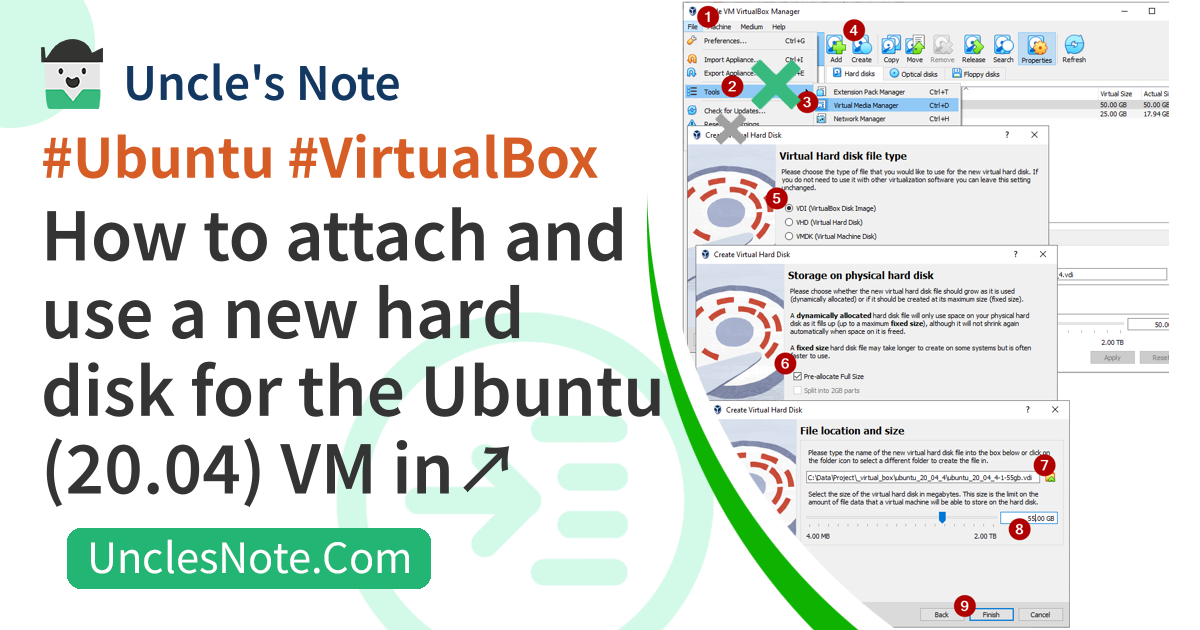 Uncle's Note
#Ubuntu #VirtualBox
How to attach and
use a new hard
disk for the Ubuntu
(20.04) VM in↗
UnclesNote.Com
VM VirtualBox Manager
1
File Machine Medium Help
Preferences... Ctrl+G
Import Appliance... Ctrl+I
Export Appliance...
2
Tools
Check for Updates...
3
Extension Pack Manager Ctrl+T
Virtual Media Manager Ctrl+D
Network Manager Ctrl+H
4
Add Create Copy Move Remove Release Search Properties Refresh
Hard disks Optical disks Floppy disks
Virtual Size Actual Si
50.00 GB 50.00 GB
25.00 GB 17.94 GB
Create Virtual Hard Disk ?
Virtual Hard disk file type
Please choose the type of file that you would like to use for the new virtual hard disk. If
you do not need to use it with other virtualization software you can leave this setting
unchanged.
5
VDI (VirtualBox Disk Image)
VHD (Virtual Hard Disk)
VMDK (Virtual Machine Disk)
4.vdi
50.0
2.00 TB
Apply Reset
Create Virtual Hard Disk ?
Storage on physical hard disk
Please choose whether the new virtual hard disk file should grow as it is used
(dynamically allocated) or if it should be created at its maximum size (fixed size).
A dynamically allocated hard disk file will only use space on your physical hard
disk as it fills up (up to a maximum fixed size), although it will not shrink again
automatically when space on it is freed.
A fixed size hard disk file may take longer to create on some systems but is often
faster to use.
6
Pre-allocate Full Size
Split into 2GB parts
Create Virtual Hard Disk ?
File location and size
Please type the name of the new virtual hard disk file into the box below or click on
the folder icon to select a different folder to create the file in.
7
C:\Data\Project\_virtual_box\ubuntu_20_04_4\ubuntu_20_04_4-1-55gb.vdi
Select the size of the virtual hard disk in megabytes. This size is the limit on the
amount of file data that a virtual machine will be able to store on the hard disk.
55.00 GB
8
4.00 MB 2.00 TB
9
Back Finish Cancel